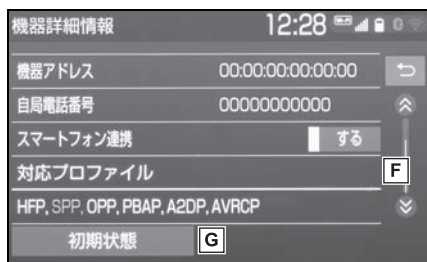 機器詳細情報 12:28
機器アドレス 00:00:00:00:00:00
自局電話番号 00000000000
スマートフォン連携 する
対応プロファイル F
HFP, SPP, OPP, PBAP, A2DP, AVRCP
初期状態 G